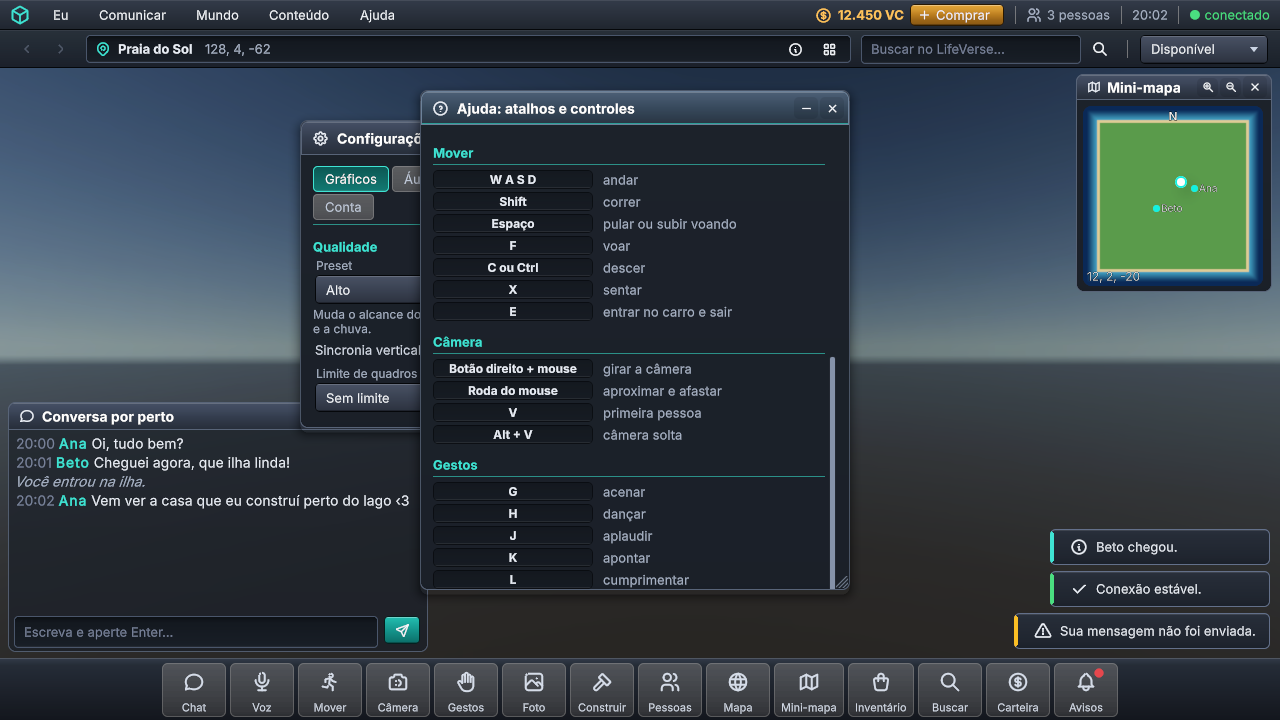 Eu Comunicar Mundo Conteúdo Ajuda 12.450 VC + Comprar 3 pessoas 20:02 conectado
Praia do Sol 128, 4, -62 Buscar no LifeVerse... Disponível
Mini-mapa
N
Ana
Beto
12, 2, -20
Configuraçõ
Gráficos Áu
Conta
Qualidade
Preset
Alto
Muda o alcance do
e a chuva.
Sincronia vertical
Limite de quadros
Sem limite
Ajuda: atalhos e controles
Mover
W A S D andar
Shift correr
Espaço pular ou subir voando
F voar
C ou Ctrl descer
X sentar
E entrar no carro e sair
Câmera
Botão direito + mouse girar a câmera
Roda do mouse aproximar e afastar
V primeira pessoa
Alt + V câmera solta
Gestos
G acenar
H dançar
J aplaudir
K apontar
L cumprimentar
Conversa por perto
20:00 Ana Oi, tudo bem?
20:01 Beto Cheguei agora, que ilha linda!
Você entrou na ilha.
20:02 Ana Vem ver a casa que eu construí perto do lago <3
Escreva e aperte Enter...
Beto chegou.
Conexão estável.
Sua mensagem não foi enviada.
Chat Voz Mover Câmera Gestos Foto Construir Pessoas Mapa Mini-mapa Inventário Buscar Carteira Avisos